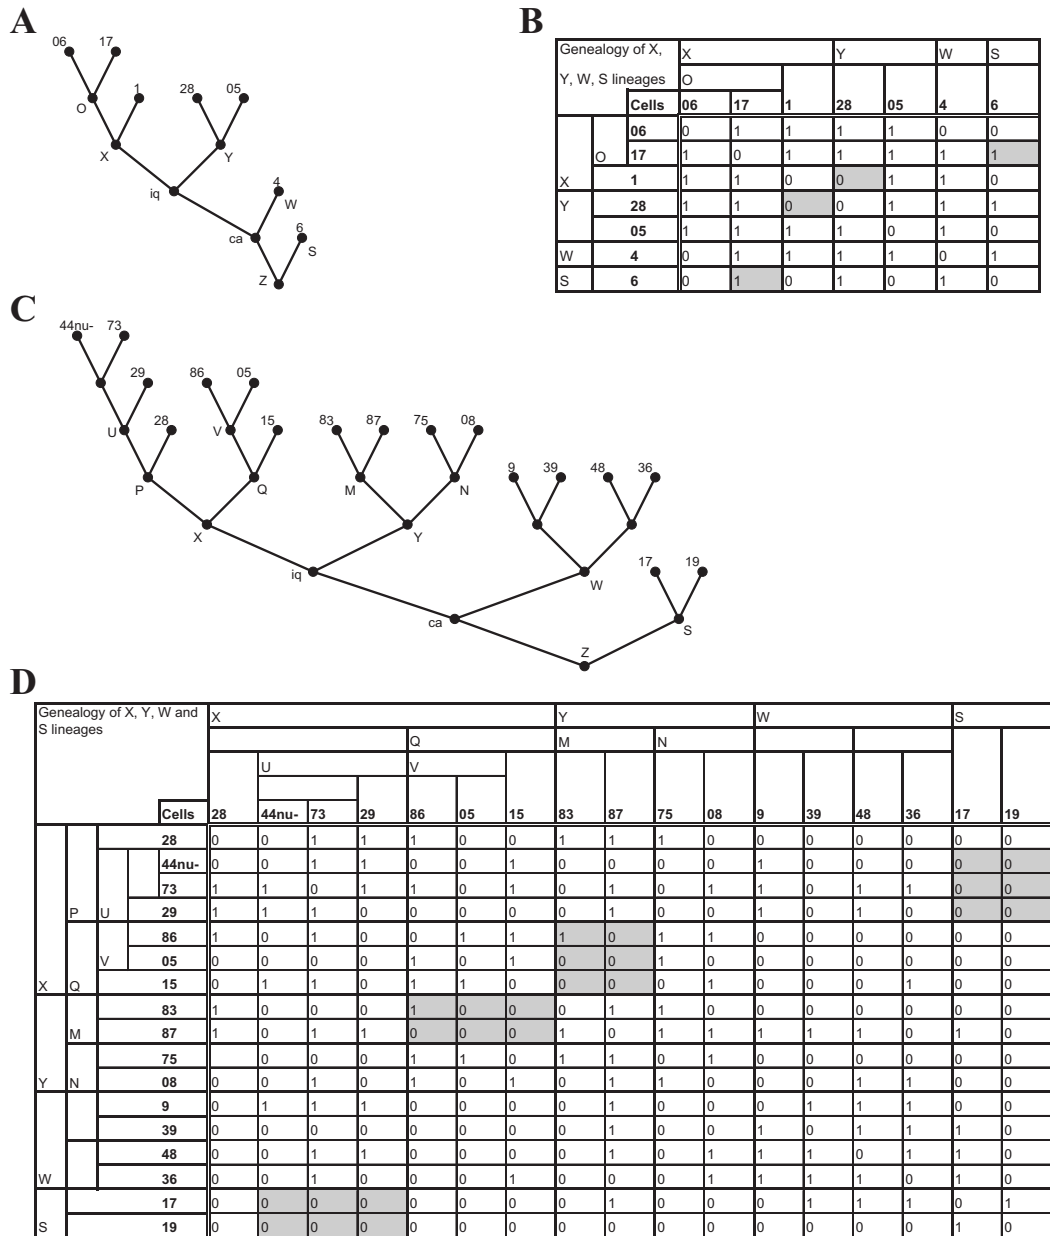 A
06 17
O 1 28 05
X Y
iq 4
W
ca 6
S
Z
B
Genealogy of X, X Y W S
Y, W, S lineages O
Cells 06 17 1 28 05 4 6
06 0 1 1 1 1 0 0
O 17 1 0 1 1 1 1 1
X 1 1 1 0 0 1 1 0
Y 28 1 1 0 0 1 1 1
05 1 1 1 1 0 1 0
W 4 0 1 1 1 1 0 1
S 6 0 1 0 1 0 1 0
C
44nu- 73
29 86 05
U 28 V 15 83 87 75 08
P Q M N 9 39 48 36
X Y
iq W 17 19
ca S
Z
D
Genealogy of X, Y, W and X Y W S
S lineages
Q M N
U V
Cells 28 44nu- 73 29 86 05 15 83 87 75 08 9 39 48 36 17 19
28 0 0 1 1 1 0 0 1 1 1 0 0 0 0 0 0 0
44nu- 0 0 1 1 0 0 1 0 0 0 0 1 0 0 0 0 0
73 1 1 0 1 1 0 1 0 1 0 1 1 0 1 1 0 0
P U 29 1 1 1 0 0 0 0 0 1 0 0 1 0 1 0 0 0
86 1 0 1 0 0 1 1 1 0 1 1 0 0 0 0 0 0
V 05 0 0 0 0 1 0 1 0 0 1 0 0 0 0 0 0 0
X Q 15 0 1 1 0 1 1 0 0 0 0 1 0 0 0 1 0 0
83 1 0 0 0 1 0 0 0 1 1 0 0 0 0 0 0 0
M 87 1 0 1 1 0 0 0 1 0 1 1 1 1 1 0 1 0
75 0 0 0 1 1 0 1 1 0 1 0 0 0 0 0 0
Y N 08 0 0 1 0 1 0 1 0 1 1 0 0 0 1 1 0 0
9 0 1 1 1 0 0 0 0 1 0 0 0 1 1 1 0 0
39 0 0 0 0 0 0 0 0 1 0 0 1 0 1 1 1 0
48 0 0 1 1 0 0 0 0 1 0 1 1 1 0 1 1 0
W 36 0 0 1 0 0 0 1 0 0 0 1 1 1 1 0 1 0
17 0 0 0 0 0 0 0 0 1 0 0 0 1 1 1 0 1
S 19 0 0 0 0 0 0 0 0 0 0 0 0 0 0 0 1 0